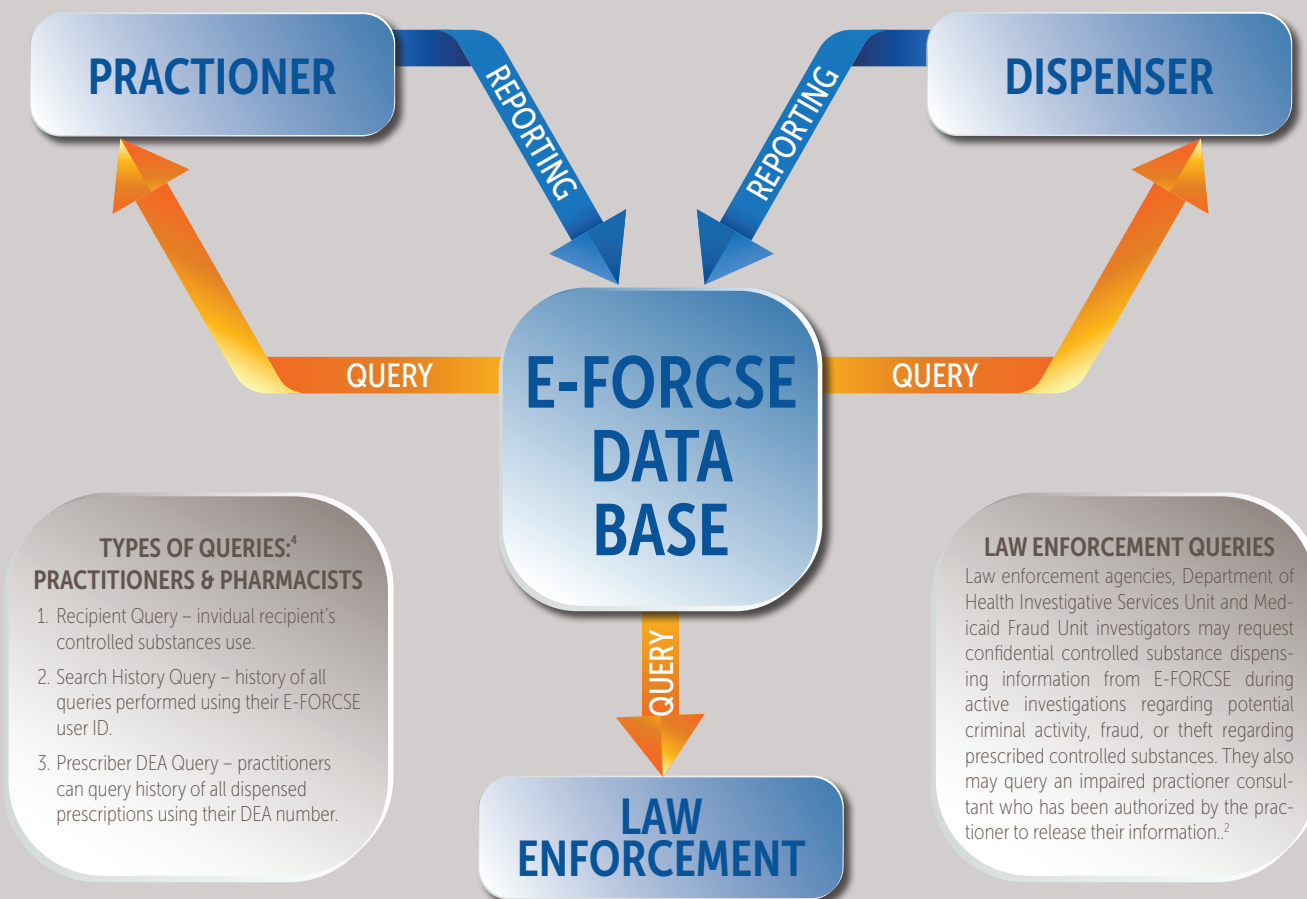 PRACTIONER
DISPENSER
REPORTING
REPORTING
QUERY
QUERY
E-FORCSE
DATA
BASE
TYPES OF QUERIES:⁴
PRACTITIONERS & PHARMACISTS
1. Recipient Query – invidual recipient's
controlled substances use.
2. Search History Query – history of all
queries performed using their E-FORCSE
user ID.
3. Prescriber DEA Query – practitioners
can query history of all dispensed
prescriptions using their DEA number.
LAW ENFORCEMENT QUERIES
Law enforcement agencies, Department of
Health Investigative Services Unit and Med-
icaid Fraud Unit investigators may request
confidential controlled substance dispens-
ing information from E-FORCSE during
active investigations regarding potential
criminal activity, fraud, or theft regarding
prescribed controlled substances. They also
may query an impaired practioner consul-
tant who has been authorized by the prac-
tioner to release their information..²
QUERY
LAW
ENFORCEMENT